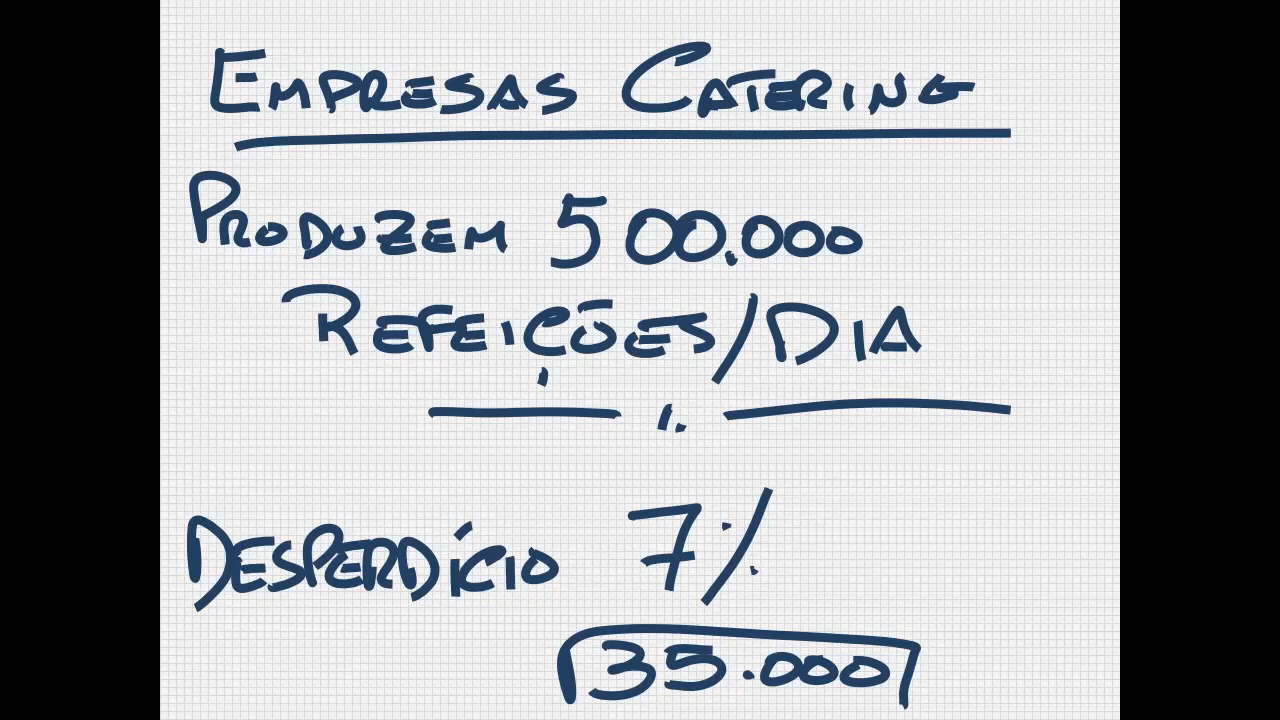 EMPRESAS CATERING
PRODUZEM 500.000
REFEIÇÕES/DIA
DESPERDÍCIO 7%
35.000